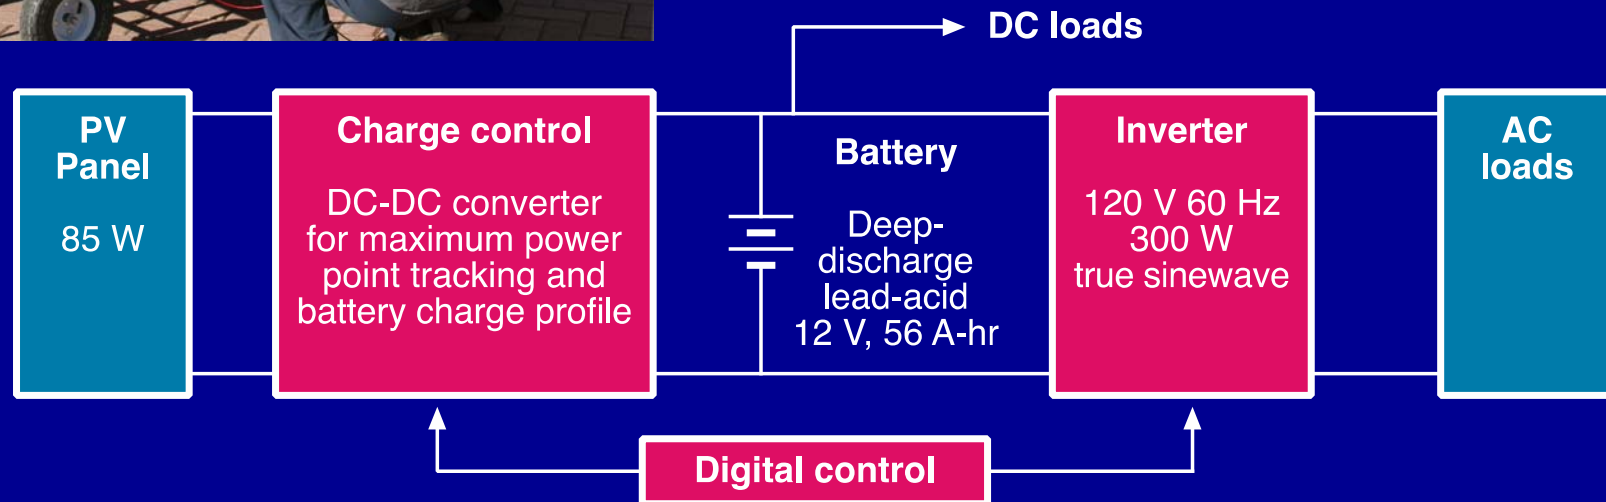 DC loads
PV
Panel
85 W
Charge control
DC-DC converter
for maximum power
point tracking and
battery charge profile
Battery
Deep-
discharge
lead-acid
12 V, 56 A-hr
Inverter
120 V 60 Hz
300 W
true sinewave
AC
loads
Digital control